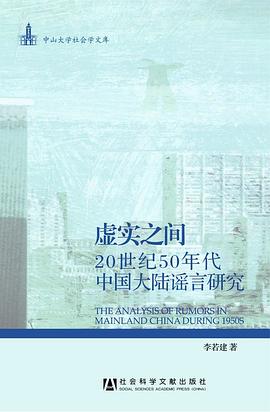 中山大学社会学文库
虚实之间
20世纪50年代
中国大陆谣言研究
THE ANALYSIS OF RUMORS IN
MAINLAND CHINA DURING 1950S
李若建 著
社会科学文献出版社
SOCIAL SCIENCES ACADEMIC PRESS (CHINA)